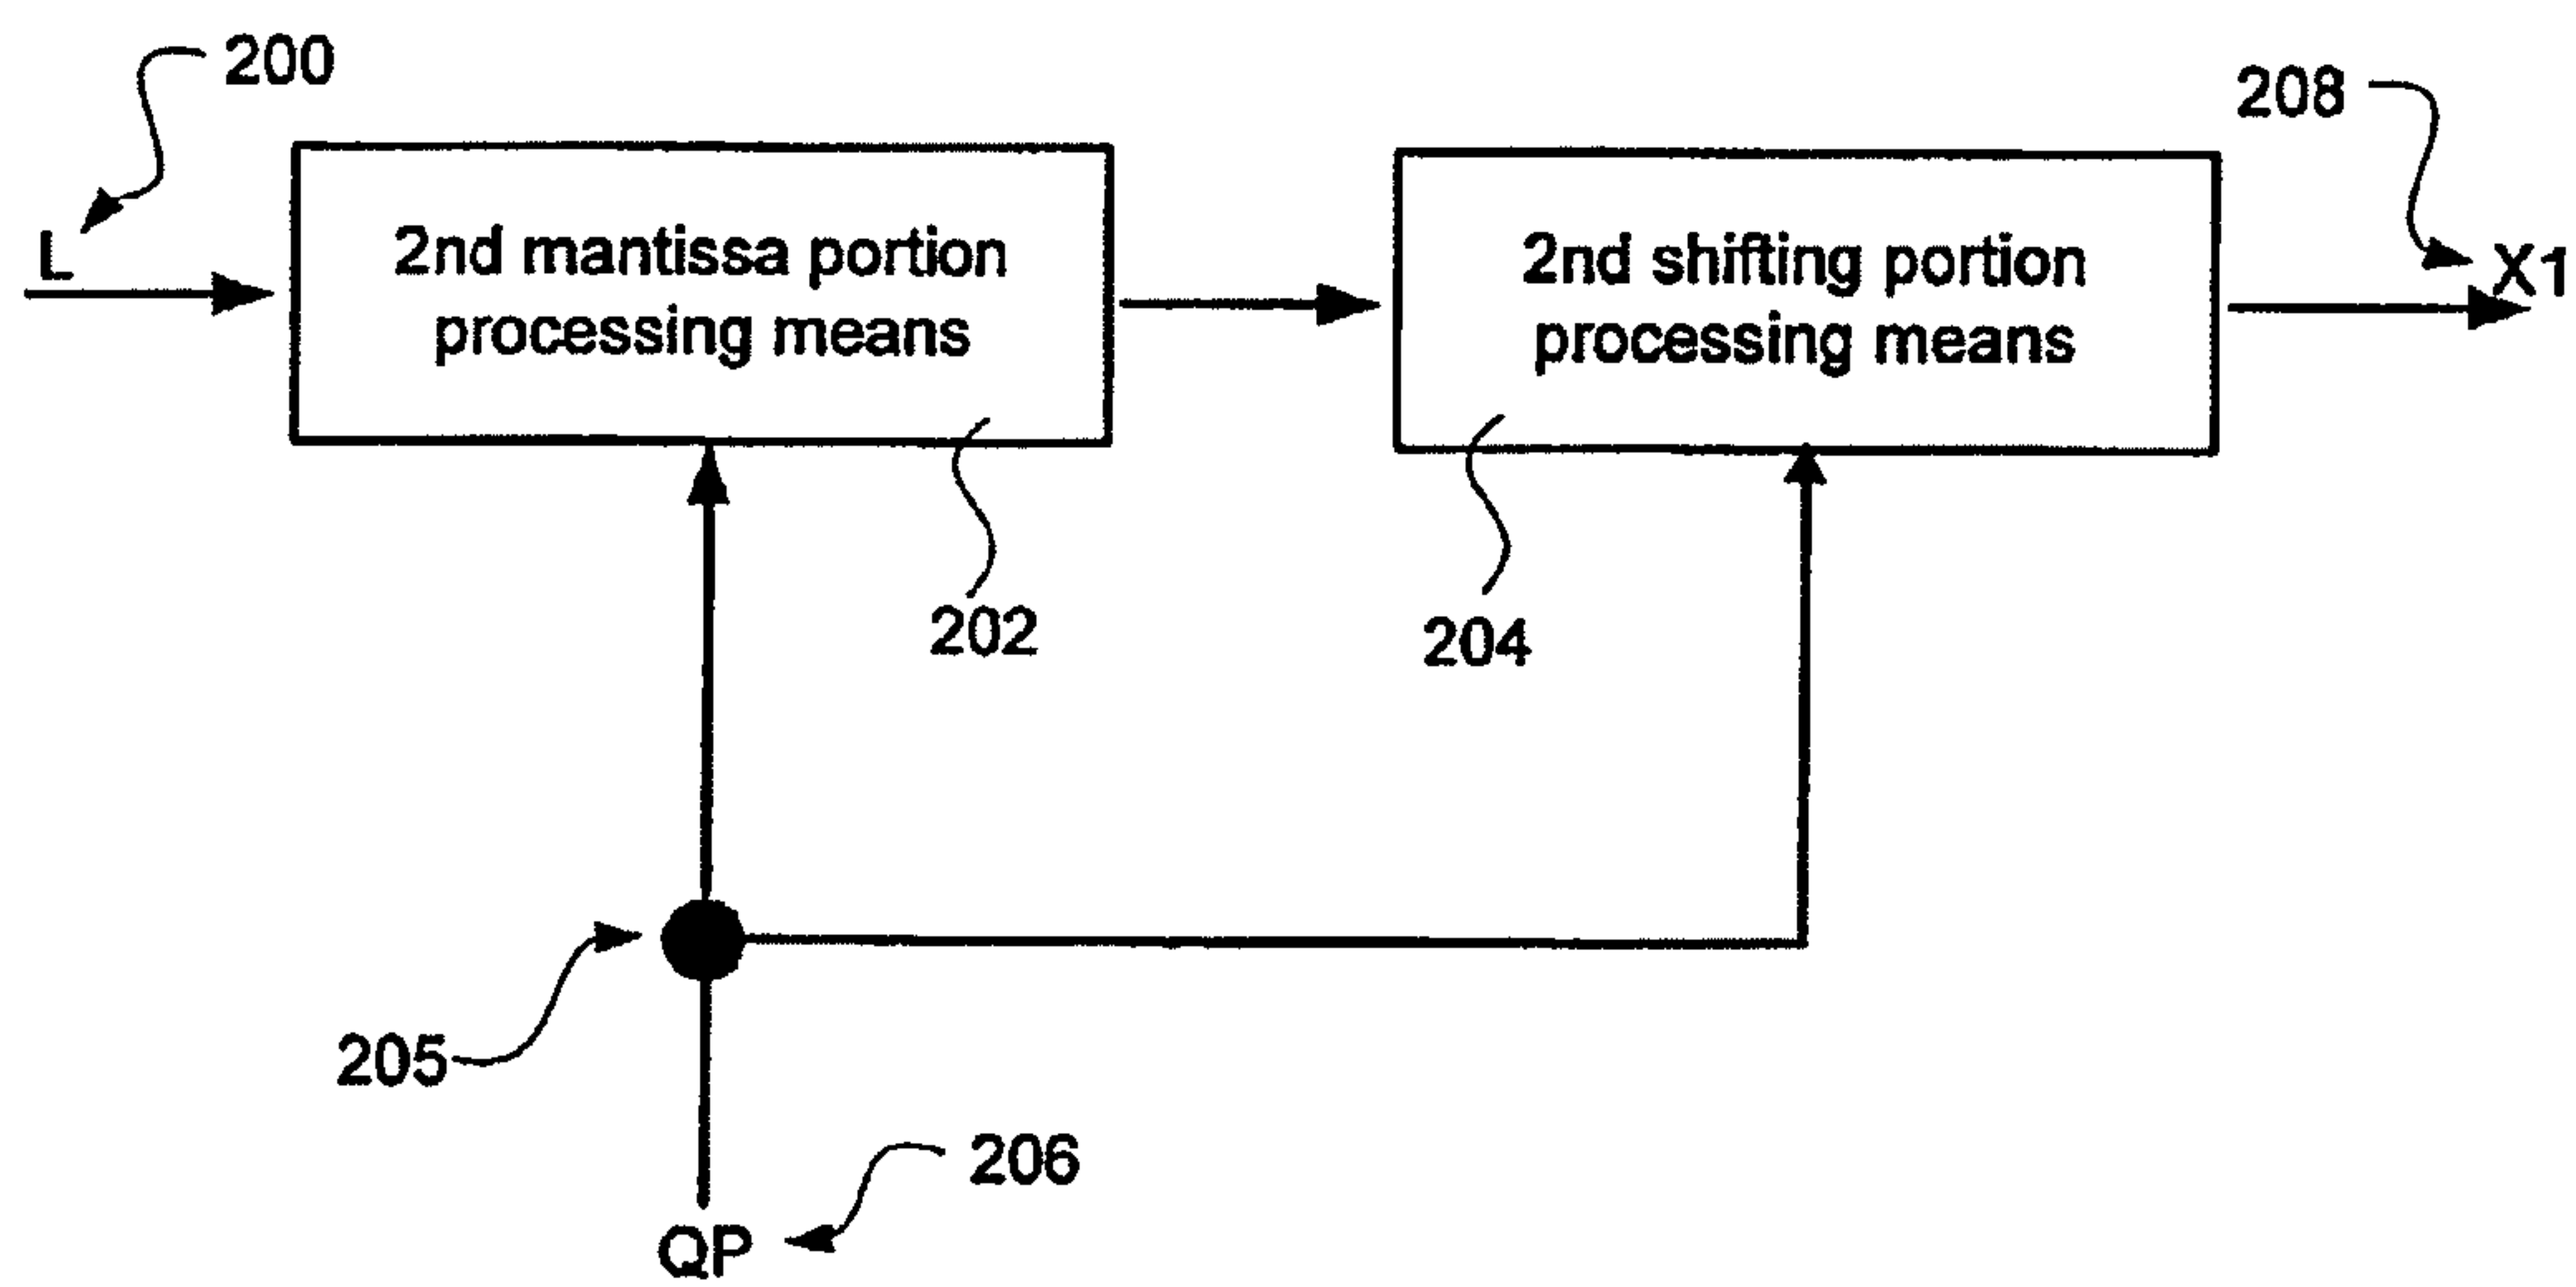 200
208
L
2nd mantissa portion
processing means
2nd shifting portion
processing means
X1
202
204
205
206
QP